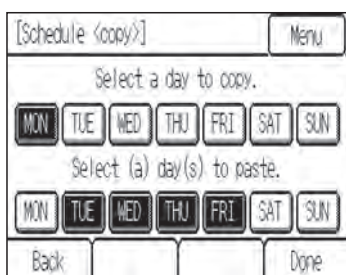 [Schedule <copy>] Menu
Select a day to copy.
MON TUE WED THU FRI SAT SUN
Select (a) day(s) to paste.
MON TUE WED THU FRI SAT SUN
Back Done